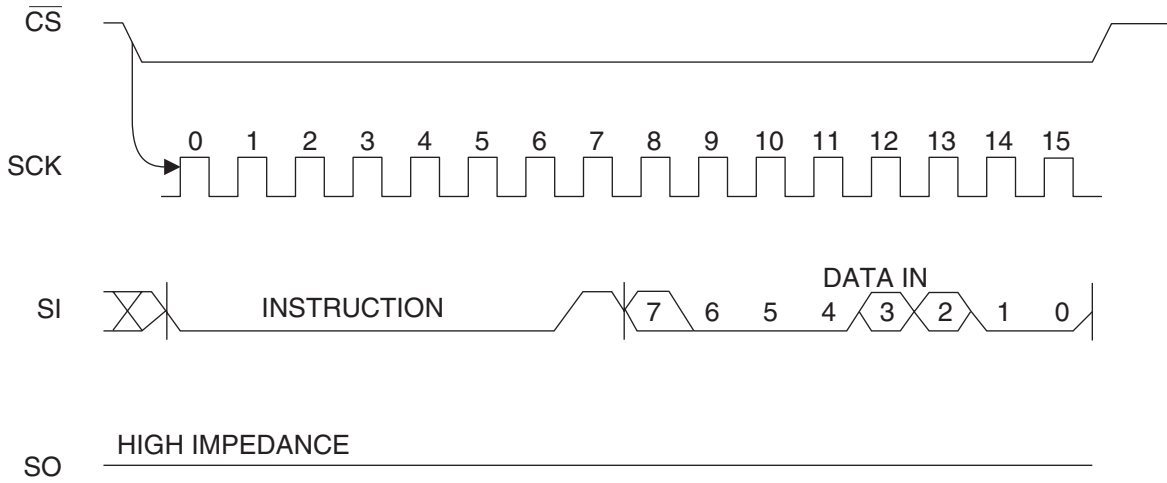 CS
0 1 2 3 4 5 6 7 8 9 10 11 12 13 14 15
SCK
DATA IN
SI INSTRUCTION 7 6 5 4 3 2 1 0
HIGH IMPEDANCE
SO